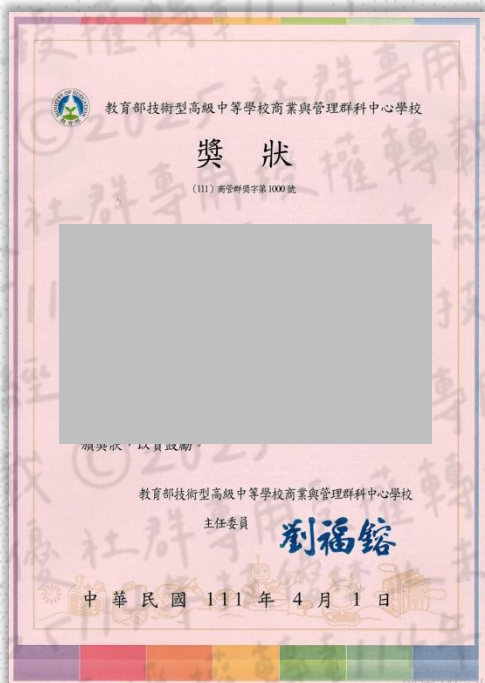 教育部技術型高級中等學校商業與管理群科中心學校
獎 狀
（111）商管群獎字第 1000 號
頒獎狀，以資鼓勵。
教育部技術型高級中等學校商業與管理群科中心學校
主任委員 劉福鎔
中 華 民 國 111 年 4 月 1 日